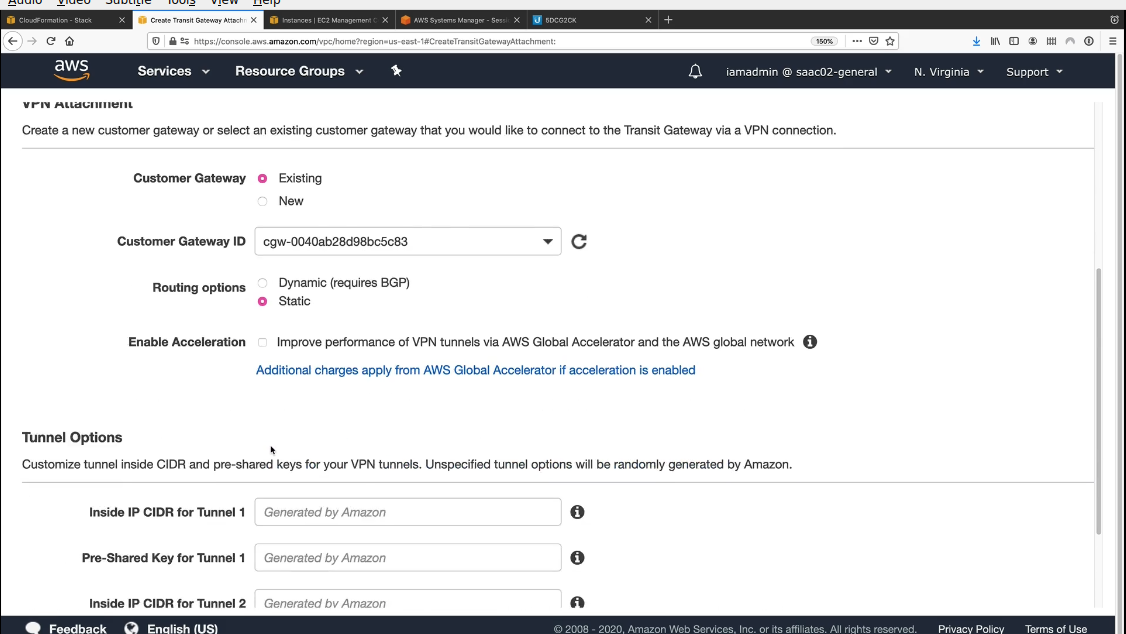 Audio Video Subtitle Tools View Help
CloudFormation - Stack
Create Transit Gateway Attachm
Instances | EC2 Management C
AWS Systems Manager - Sessi
5DCG2CK
https://console.aws.amazon.com/vpc/home?region=us-east-1#CreateTransitGatewayAttachment:
150%
aws
Services
Resource Groups
iamadmin @ saac02-general
N. Virginia
Support
VPN Attachment
Create a new customer gateway or select an existing customer gateway that you would like to connect to the Transit Gateway via a VPN connection.
Customer Gateway
Existing
New
Customer Gateway ID
cgw-0040ab28d98bc5c83
Routing options
Dynamic (requires BGP)
Static
Enable Acceleration
Improve performance of VPN tunnels via AWS Global Accelerator and the AWS global network
Additional charges apply from AWS Global Accelerator if acceleration is enabled
Tunnel Options
Customize tunnel inside CIDR and pre-shared keys for your VPN tunnels. Unspecified tunnel options will be randomly generated by Amazon.
Inside IP CIDR for Tunnel 1
Generated by Amazon
Pre-Shared Key for Tunnel 1
Generated by Amazon
Inside IP CIDR for Tunnel 2
Generated by Amazon
Feedback
English (US)
© 2008 - 2020, Amazon Web Services, Inc. or its affiliates. All rights reserved.
Privacy Policy
Terms of Use